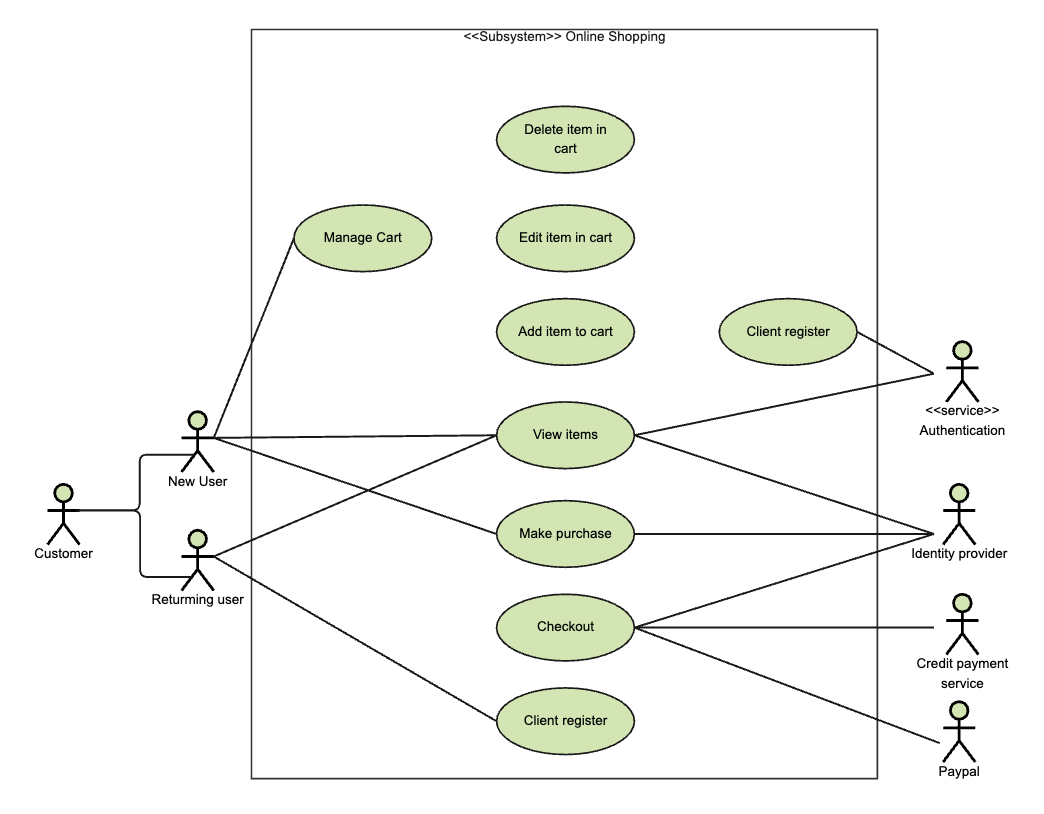 <<Subsystem>> Online Shopping
Delete item in
cart
Manage Cart
Edit item in cart
Add item to cart
Client register
<<service>>
Authentication
View items
New User
Customer
Make purchase
Identity provider
Returming user
Checkout
Credit payment
service
Client register
Paypal